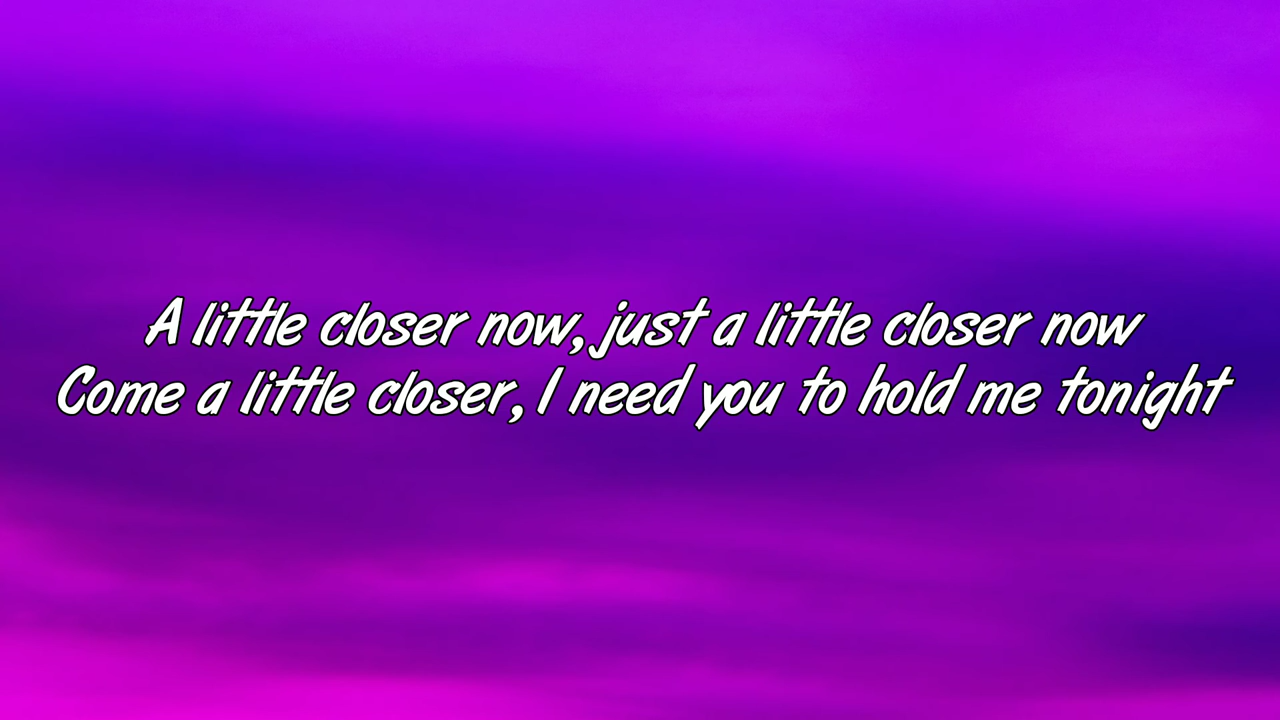 A little closer now, just a little closer now
Come a little closer, I need you to hold me tonight